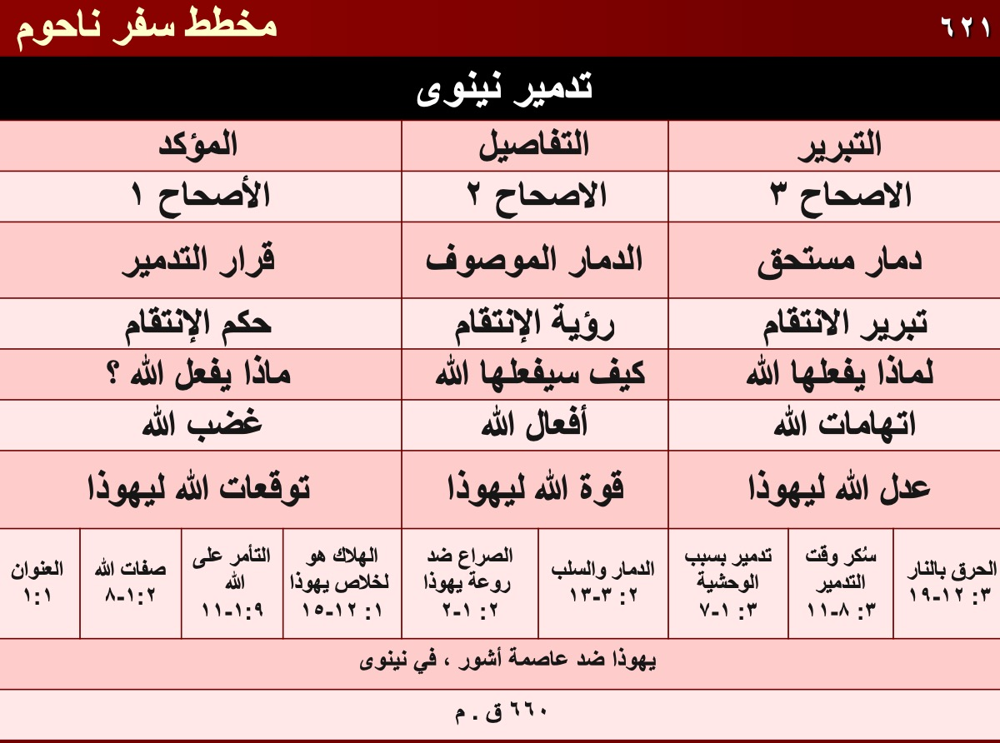 مخطط سفر ناحوم
٦٢١
تدمير نينوى
التبرير
التفاصيل
المؤكد
الاصحاح ٣
الاصحاح ٢
الأصحاح ١
دمار مستحق
الدمار الموصوف
قرار التدمير
تبرير الانتقام
رؤية الإنتقام
حكم الإنتقام
لماذا يفعلها الله
كيف سيفعلها الله
ماذا يفعل الله ؟
اتهامات الله
أفعال الله
غضب الله
عدل الله ليهوذا
قوة الله ليهوذا
توقعات الله ليهوذا
الحرق بالنار
٣: ١٢-١٩
سُكر وقت
التدمير
٣: ٨-١١
تدمير بسبب
الوحشية
٣: ١-٧
الدمار والسلب
٢: ٣-١٣
الصراع ضد
روعة يهوذا
٢: ١-٢
الهلاك هو
لخلاص يهوذا
١: ١٢-١٥
التأمر على
الله
١:٩-١١
صفات الله
١:٢-٨
العنوان
١:١
يهوذا ضد عاصمة أشور ، في نينوى
٦٦٠ ق . م